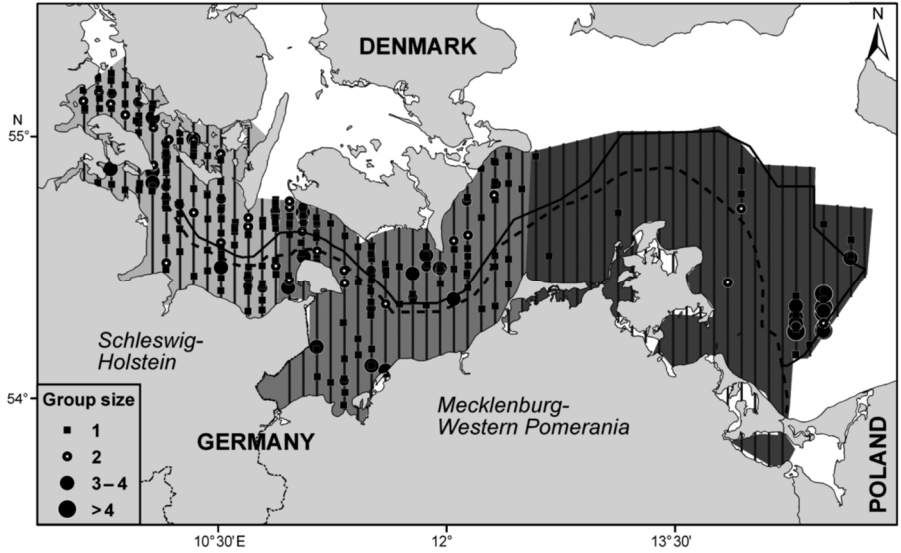 DENMARK
N
N
55°
Schleswig-
Holstein
54°
Group size
1
2
3–4
>4
Mecklenburg-
Western Pomerania
GERMANY
POLAND
10°30'E
12°
13°30'